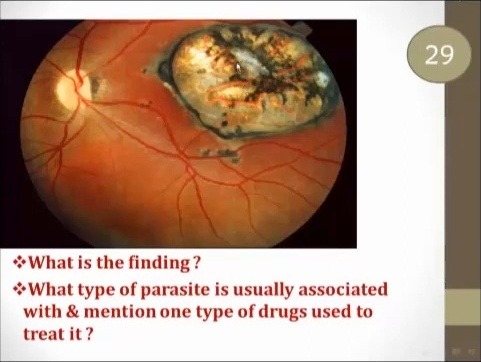 29
❖What is the finding ?
❖What type of parasite is usually associated
with & mention one type of drugs used to
treat it ?